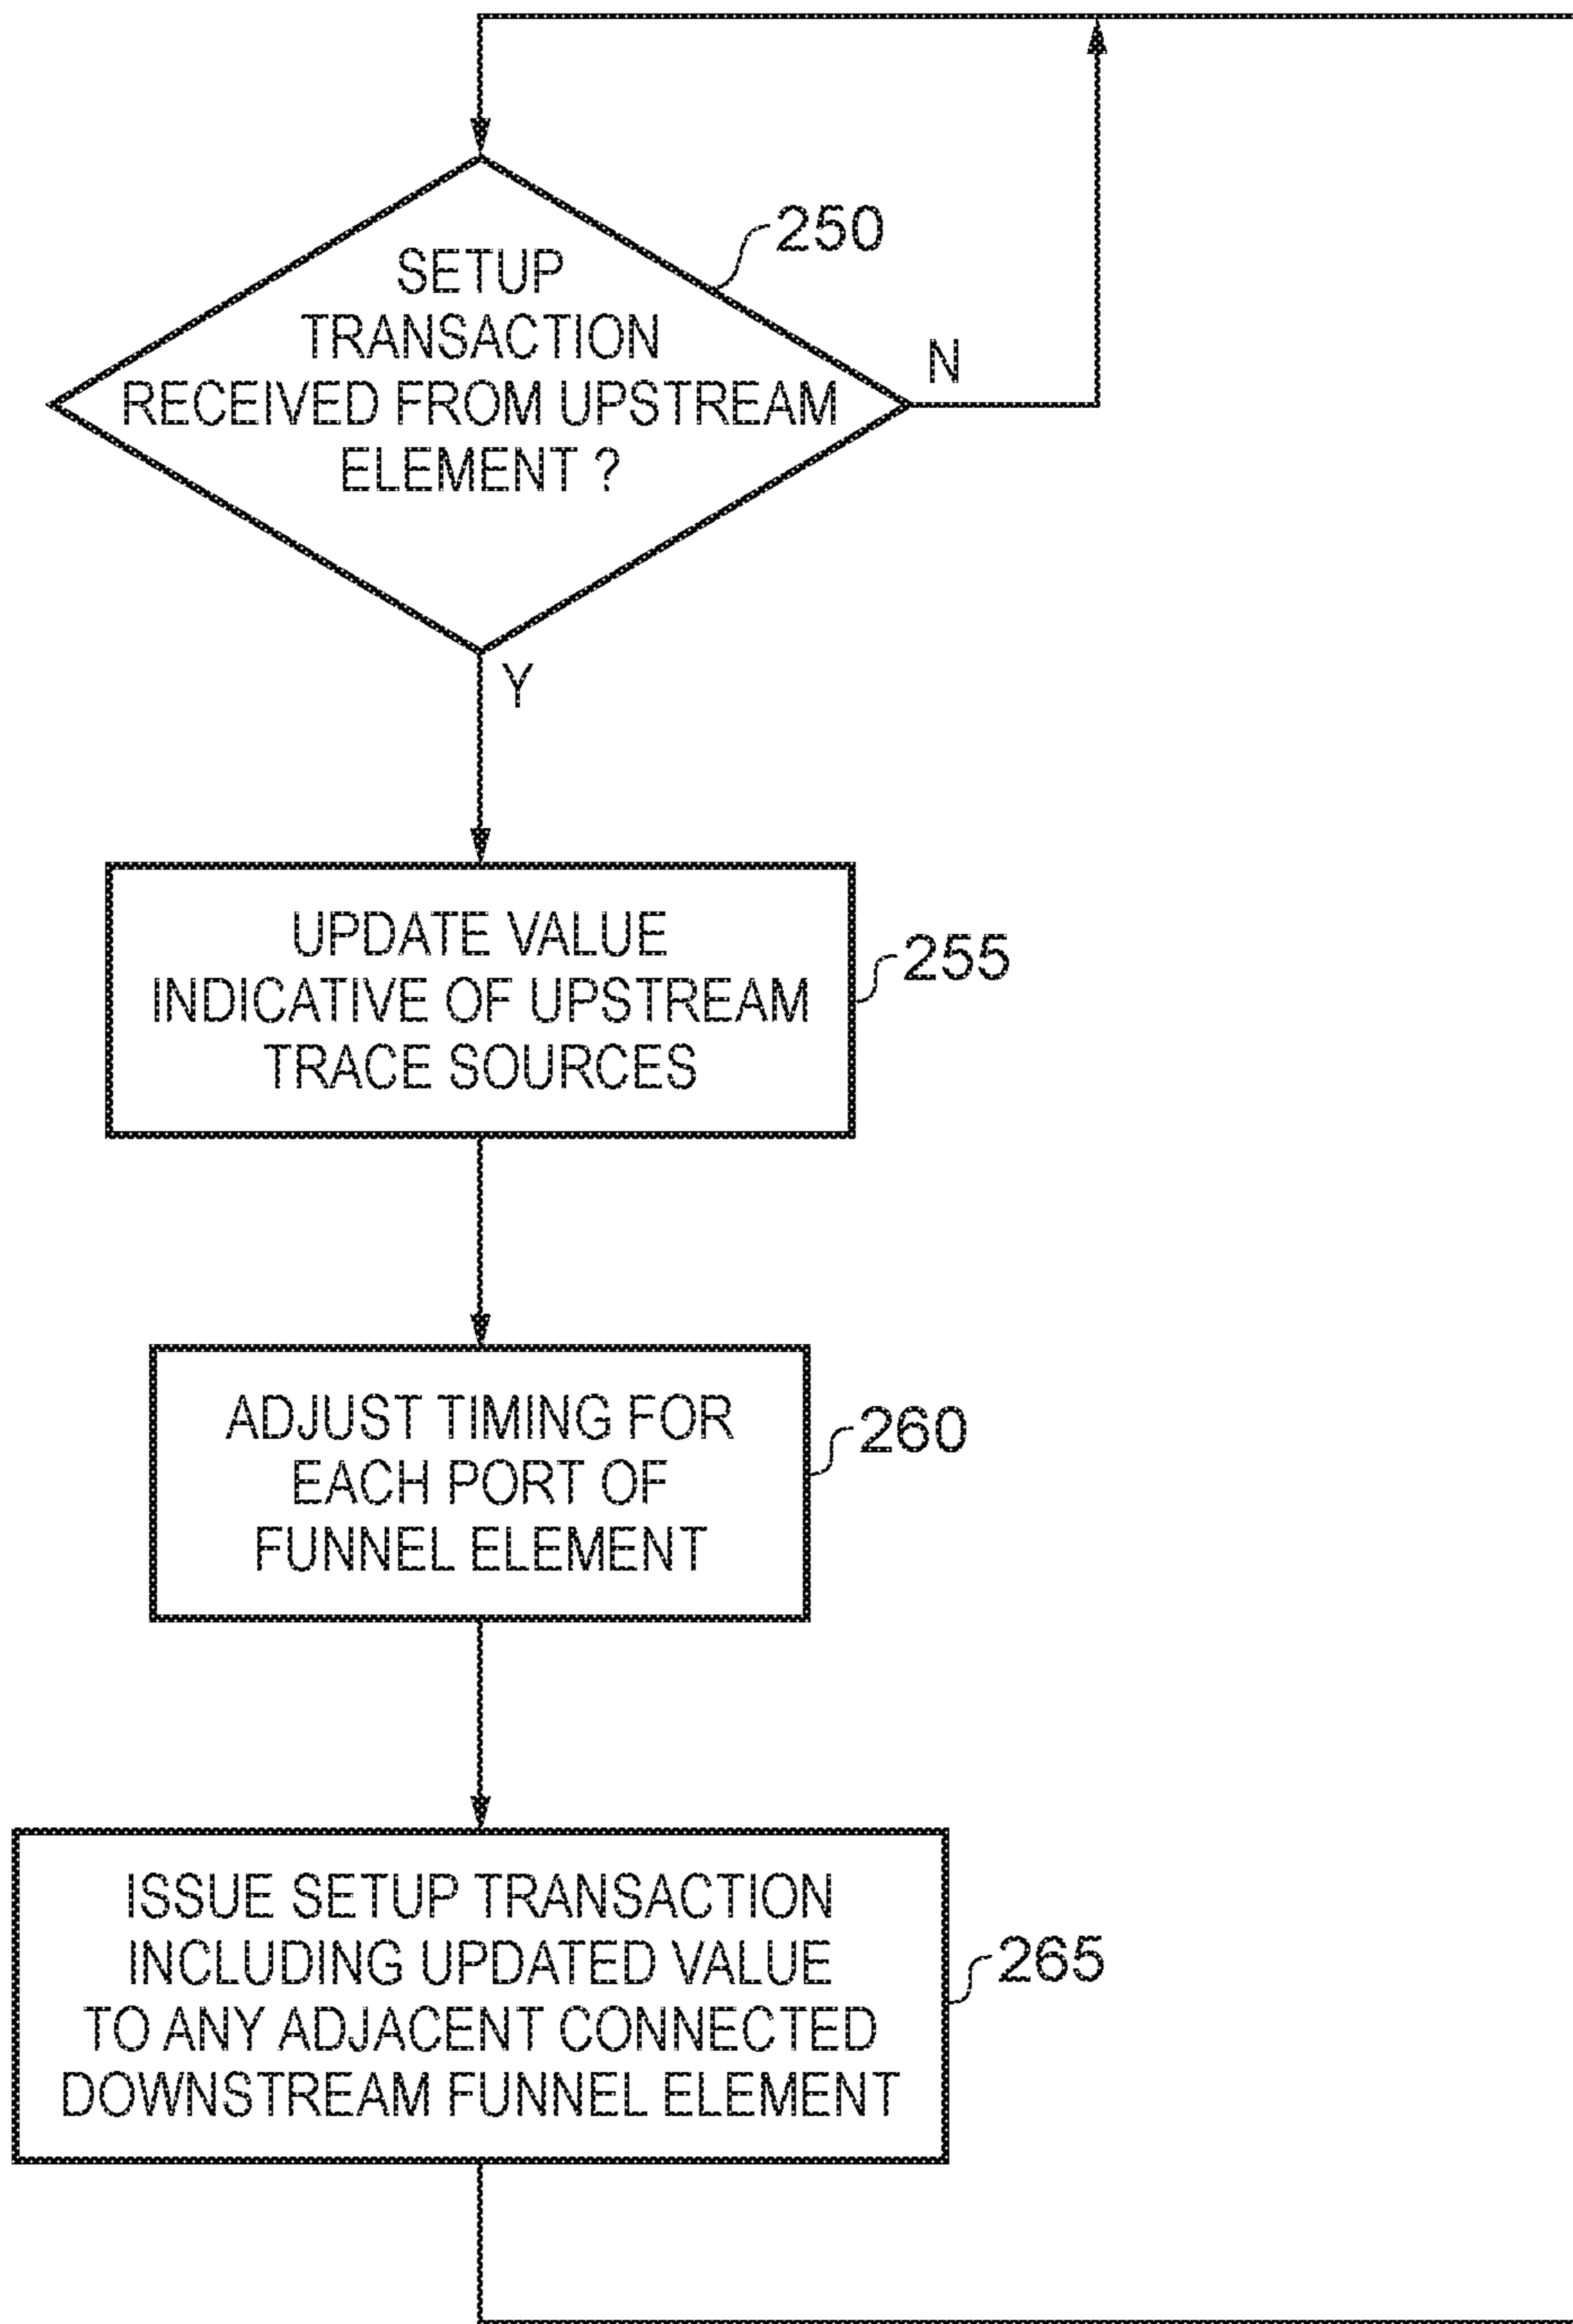 250
SETUP
TRANSACTION
RECEIVED FROM UPSTREAM
ELEMENT ?
N
Y
UPDATE VALUE
INDICATIVE OF UPSTREAM
TRACE SOURCES
255
ADJUST TIMING FOR
EACH PORT OF
FUNNEL ELEMENT
260
ISSUE SETUP TRANSACTION
INCLUDING UPDATED VALUE
TO ANY ADJACENT CONNECTED
DOWNSTREAM FUNNEL ELEMENT
265